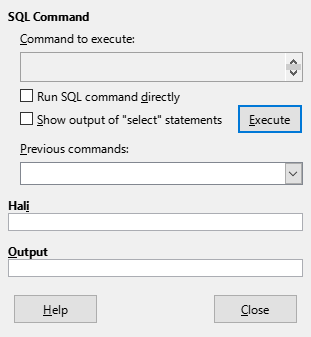 SQL Command
Command to execute:
Run SQL command directly
Show output of "select" statements
Execute
Previous commands:
Hali
Output
Help
Close